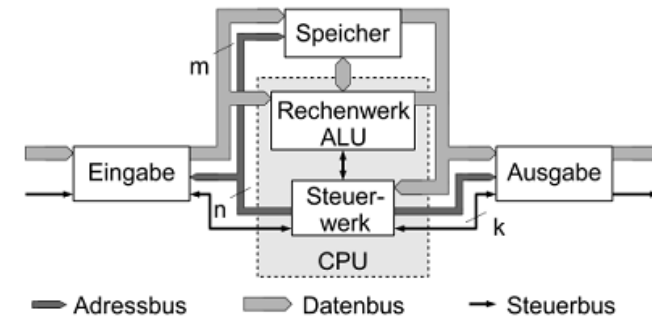 Speicher
m
Rechenwerk
ALU
Eingabe
Ausgabe
n
Steuer-
werk
k
CPU
Adressbus
Datenbus
Steuerbus